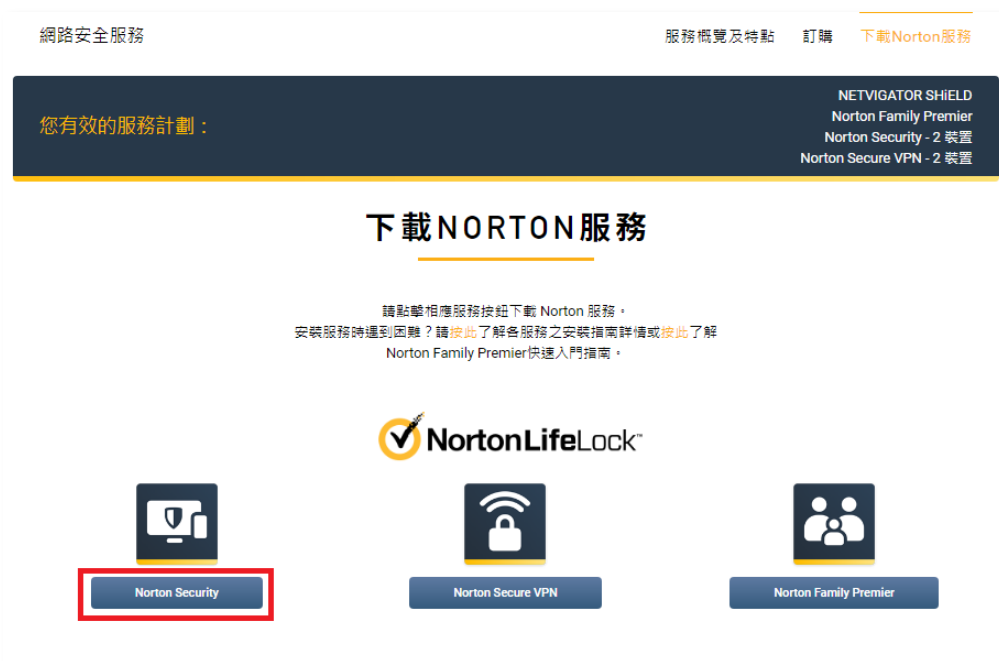 網路安全服務
服務概覽及特點 訂購 下載Norton服務
您有效的服務計劃：
NETVIGATOR SHiELD
Norton Family Premier
Norton Security - 2 裝置
Norton Secure VPN - 2 裝置
下載NORTON服務
請點擊相應服務按鈕下載 Norton 服務。
安裝服務時遇到困難？請按此了解各服務之安裝指南詳情或按此了解
Norton Family Premier快速入門指南。
NortonLifeLock™
Norton Security
Norton Secure VPN
Norton Family Premier